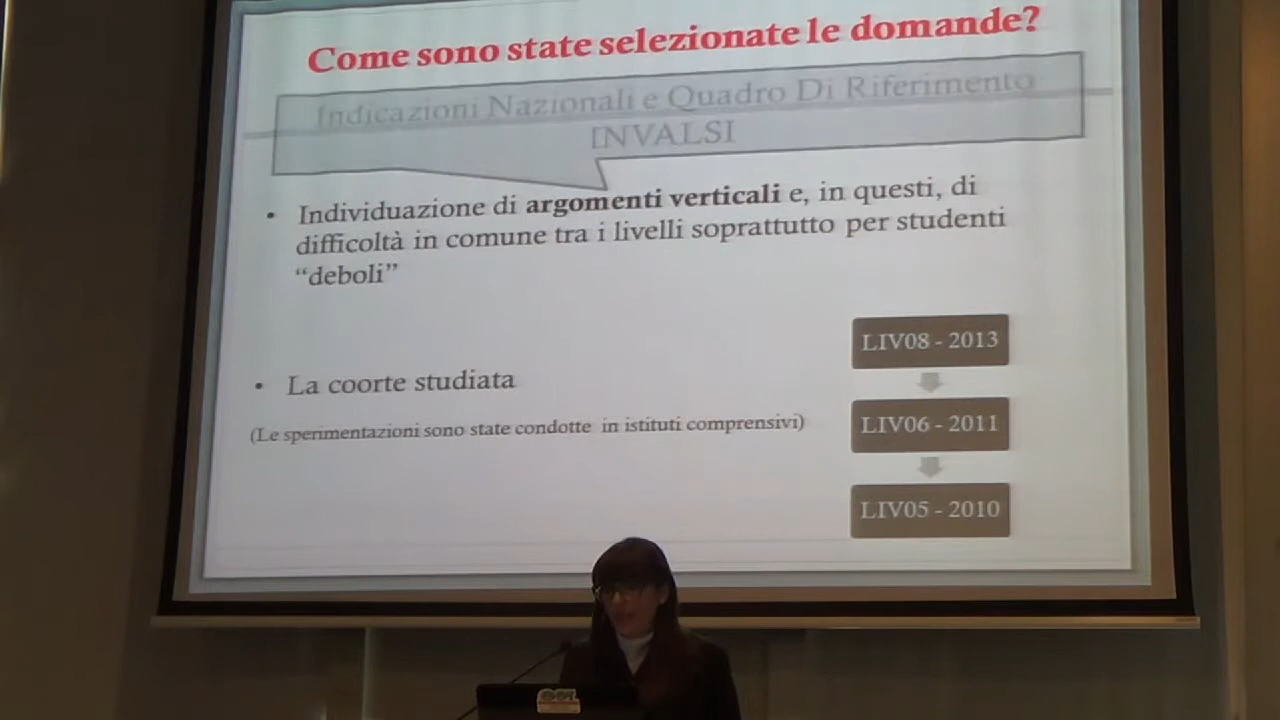 Come sono state selezionate le domande?
Indicazioni Nazionali e Quadro Di Riferimento
INVALSI
• Individuazione di argomenti verticali e, in questi, di
difficoltà in comune tra i livelli soprattutto per studenti
“deboli”
• La coorte studiata
(Le sperimentazioni sono state condotte in istituti comprensivi)
LIV08 - 2013
LIV06 - 2011
LIV05 - 2010